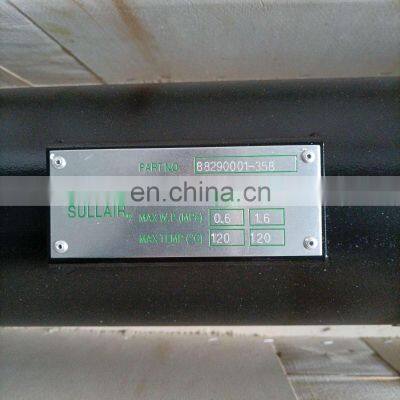 PART NO. 88290001-358
en.china.cn
SULLAIR
MAX W.P. (MPa) 0.6 1.6
MAX TEMP (°C) 120 120